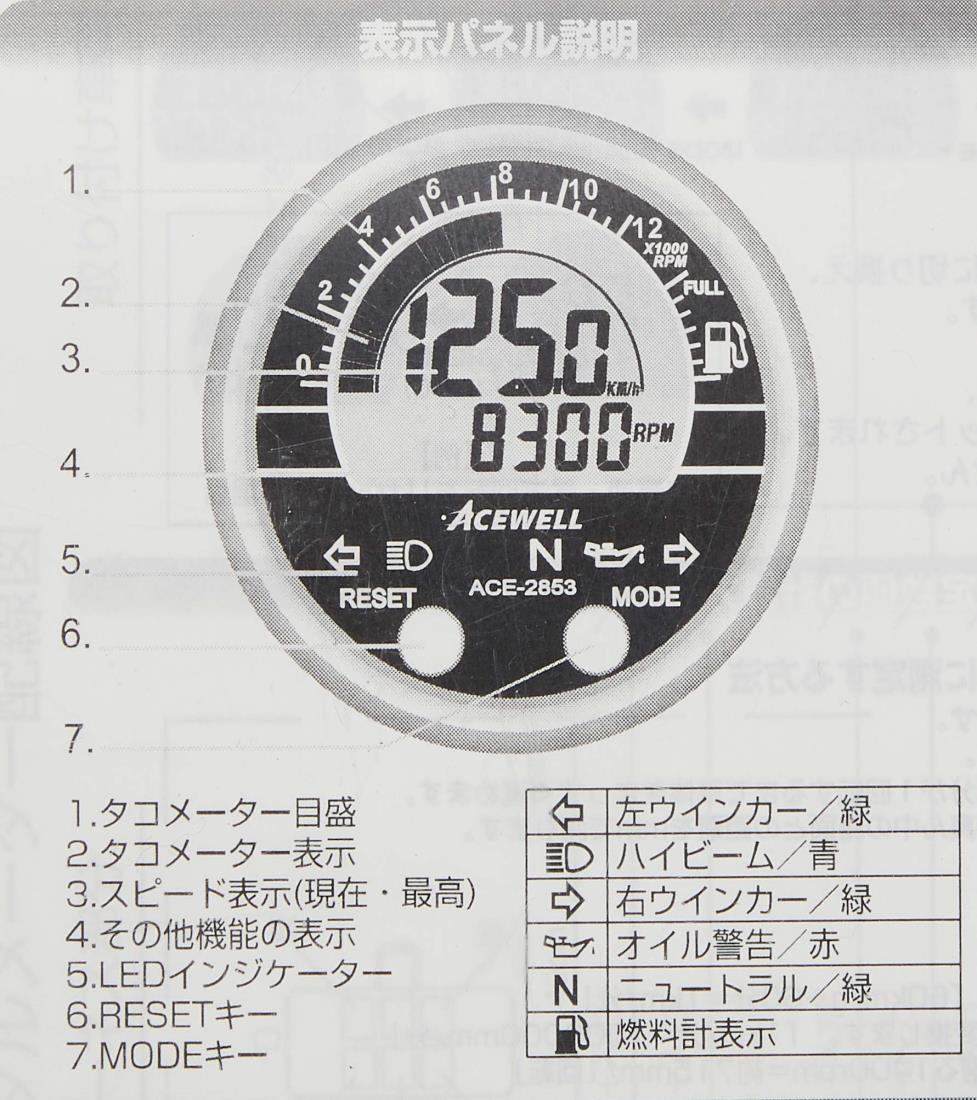 表示パネル説明
1.
2.
3.
4.
5.
6.
7.
0
2
4
6
8
10
12
X1000
RPM
FULL
125.0 KM/h
8300 RPM
ACEWELL
N
ACE-2853
RESET
MODE
1.タコメーター目盛
2.タコメーター表示
3.スピード表示(現在・最高)
4.その他機能の表示
5.LEDインジケーター
6.RESETキー
7.MODEキー
左ウインカー／緑
ハイビーム／青
右ウインカー／緑
オイル警告／赤
N ニュートラル／緑
燃料計表示